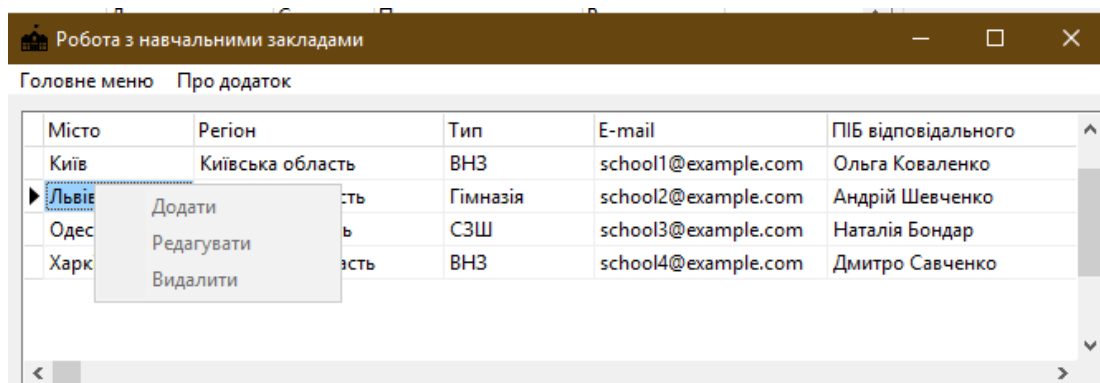 Робота з навчальними закладами
Головне меню Про додаток
Місто Регіон Тип E-mail ПІБ відповідального
Київ Київська область ВНЗ school1@example.com Ольга Коваленко
Гімназія school2@example.com Андрій Шевченко
СЗШ school3@example.com Наталія Бондар
ВНЗ school4@example.com Дмитро Савченко
Додати
Редагувати
Видалити